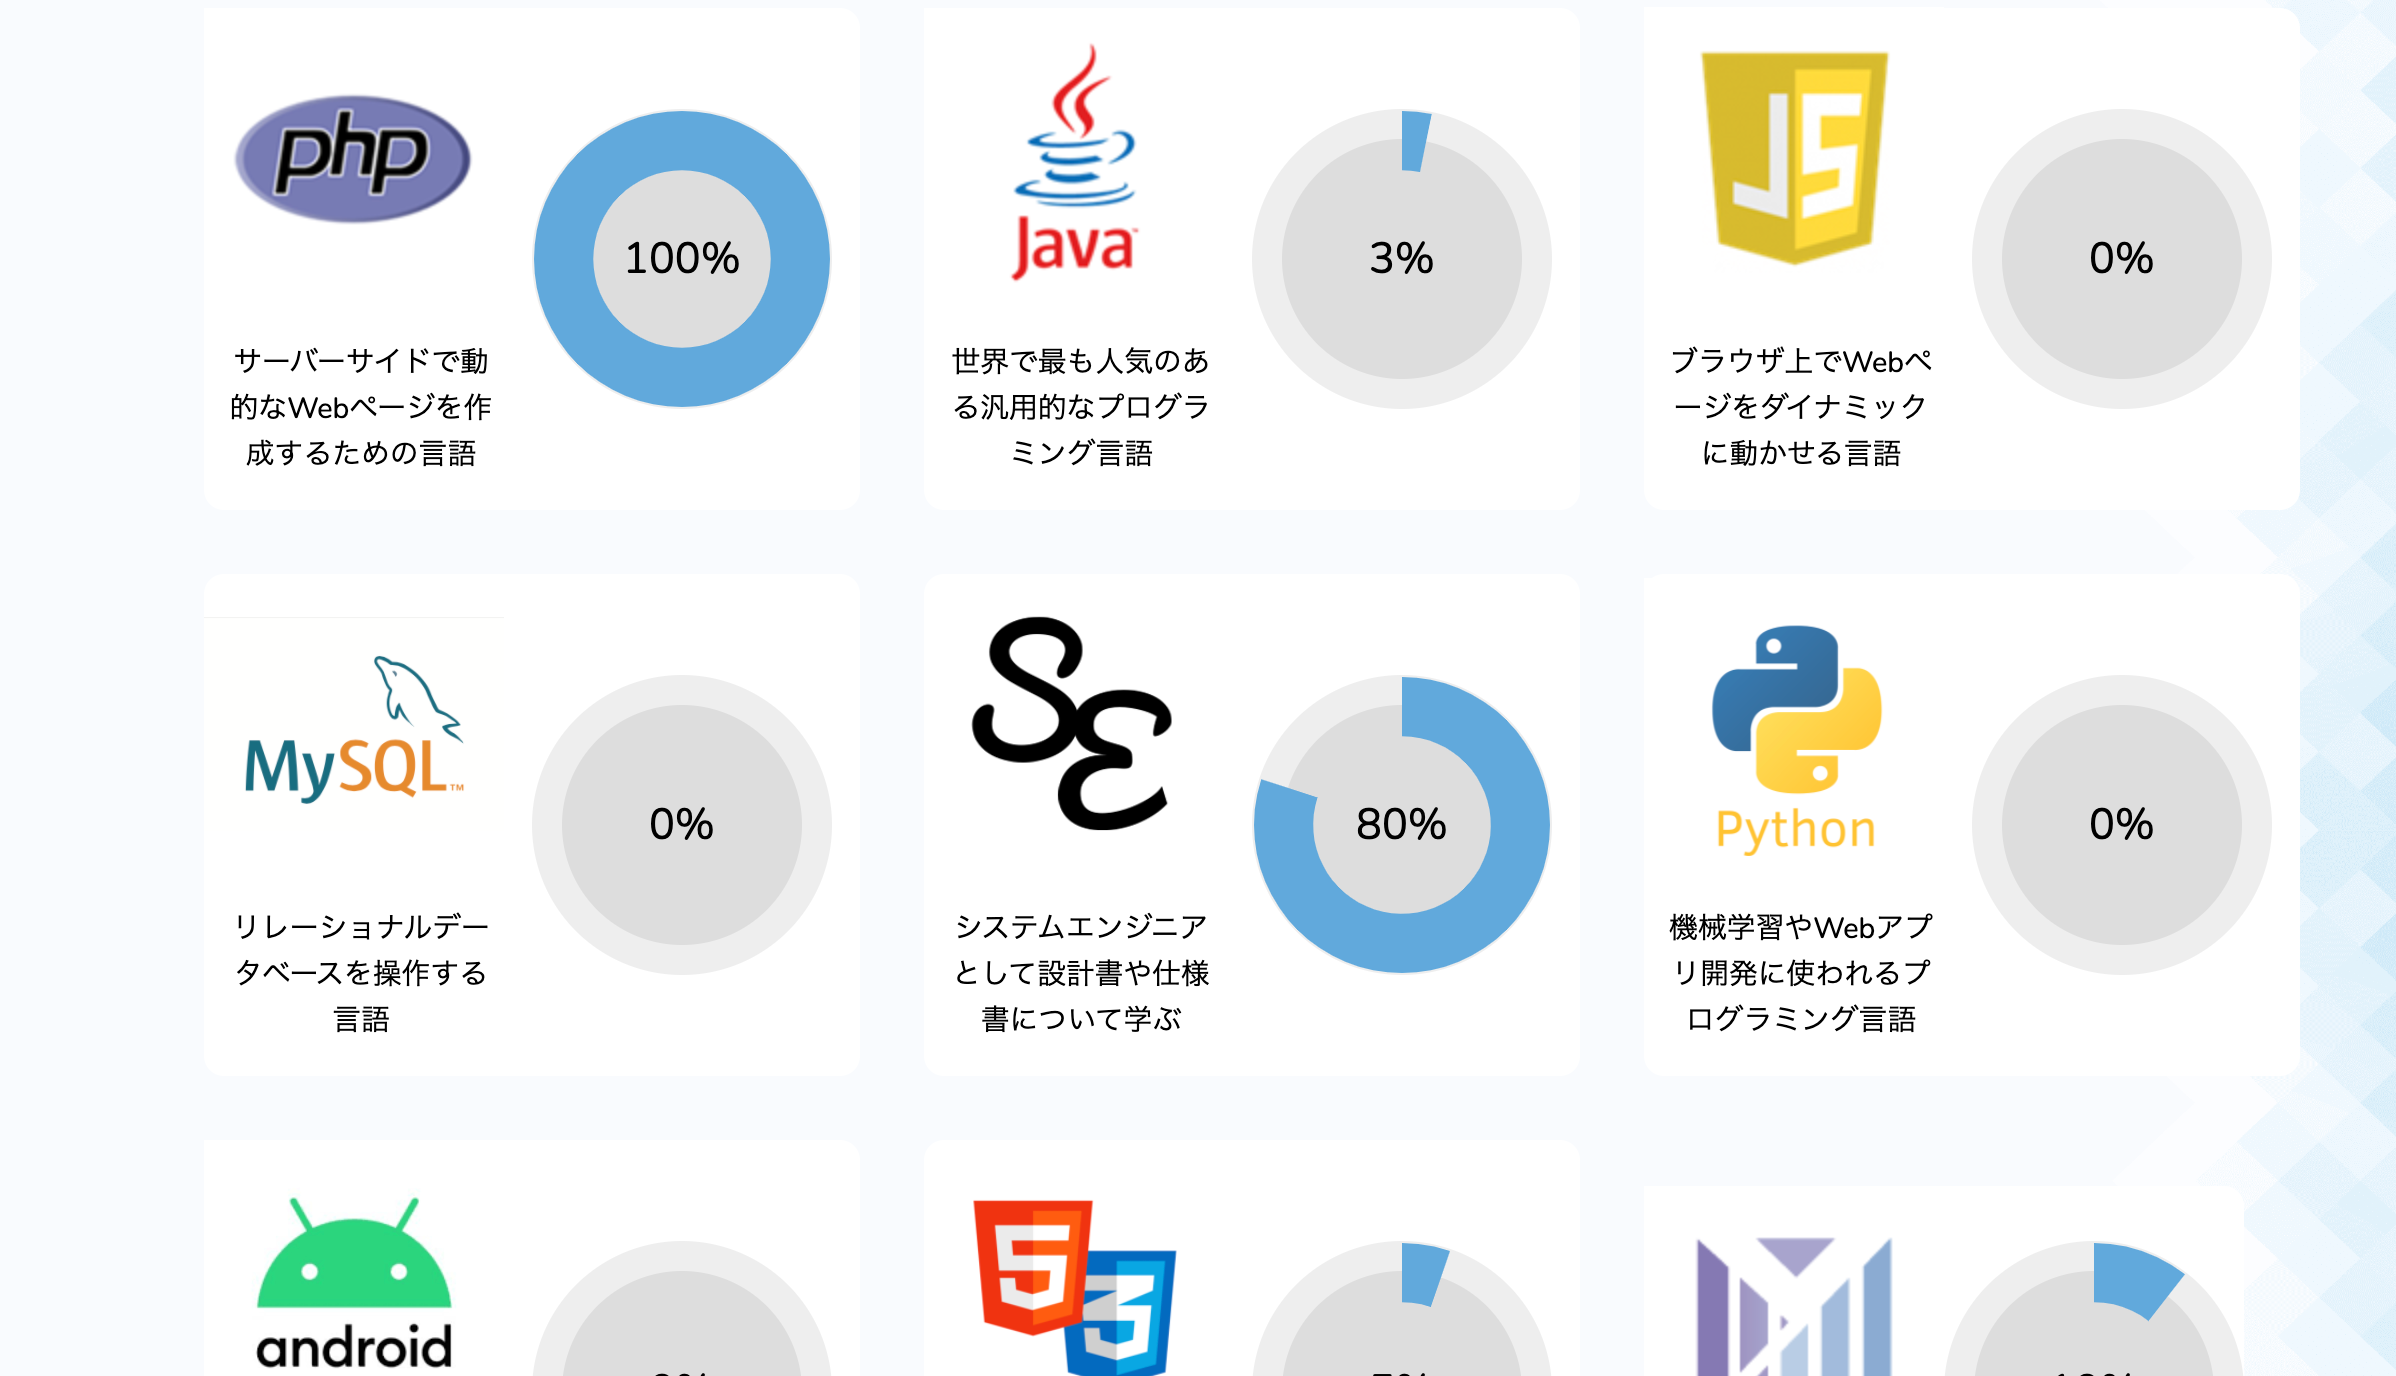 php
100%
サーバーサイドで動
的なWebページを作
成するための言語
Java
3%
世界で最も人気のあ
る汎用的なプログラ
ミング言語
JS
0%
ブラウザ上でWebペ
ージをダイナミック
に動かせる言語
MySQL™
0%
リレーショナルデー
タベースを操作する
言語
SE
80%
システムエンジニア
として設計書や仕様
書について学ぶ
Python
0%
機械学習やWebアプ
リ開発に使われるプ
ログラミング言語
android
5
3